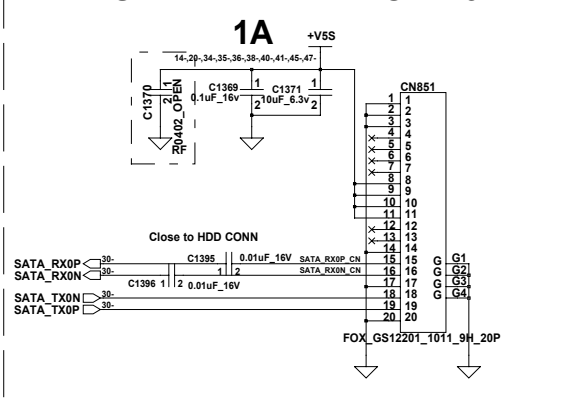 1A
+V5S
14-,20-,34-,35-,36-,38-,40-,41-,45-,47-
C1370
1
2
R0402_OPEN
RF
C1369
0.1uF_16v
1
2
C1371
10uF_6.3v
1
2
CN851
1 1
2 2
3 3
4 4
5 5
6 6
7 7
8 8
9 9
10 10
11 11
12 12
13 13
14 14
15 15
16 16
17 17
18 18
19 19
20 20
G G1
G G2
G G3
G G4
Close to HDD CONN
SATA_RX0P 30- C1395 0.01uF_16V SATA_RX0P_CN
SATA_RX0N 30- 1 2 SATA_RX0N_CN
C1396 1 2 0.01uF_16V
SATA_TX0N 30-
SATA_TX0P 30-
FOX_GS12201_1011_9H_20P